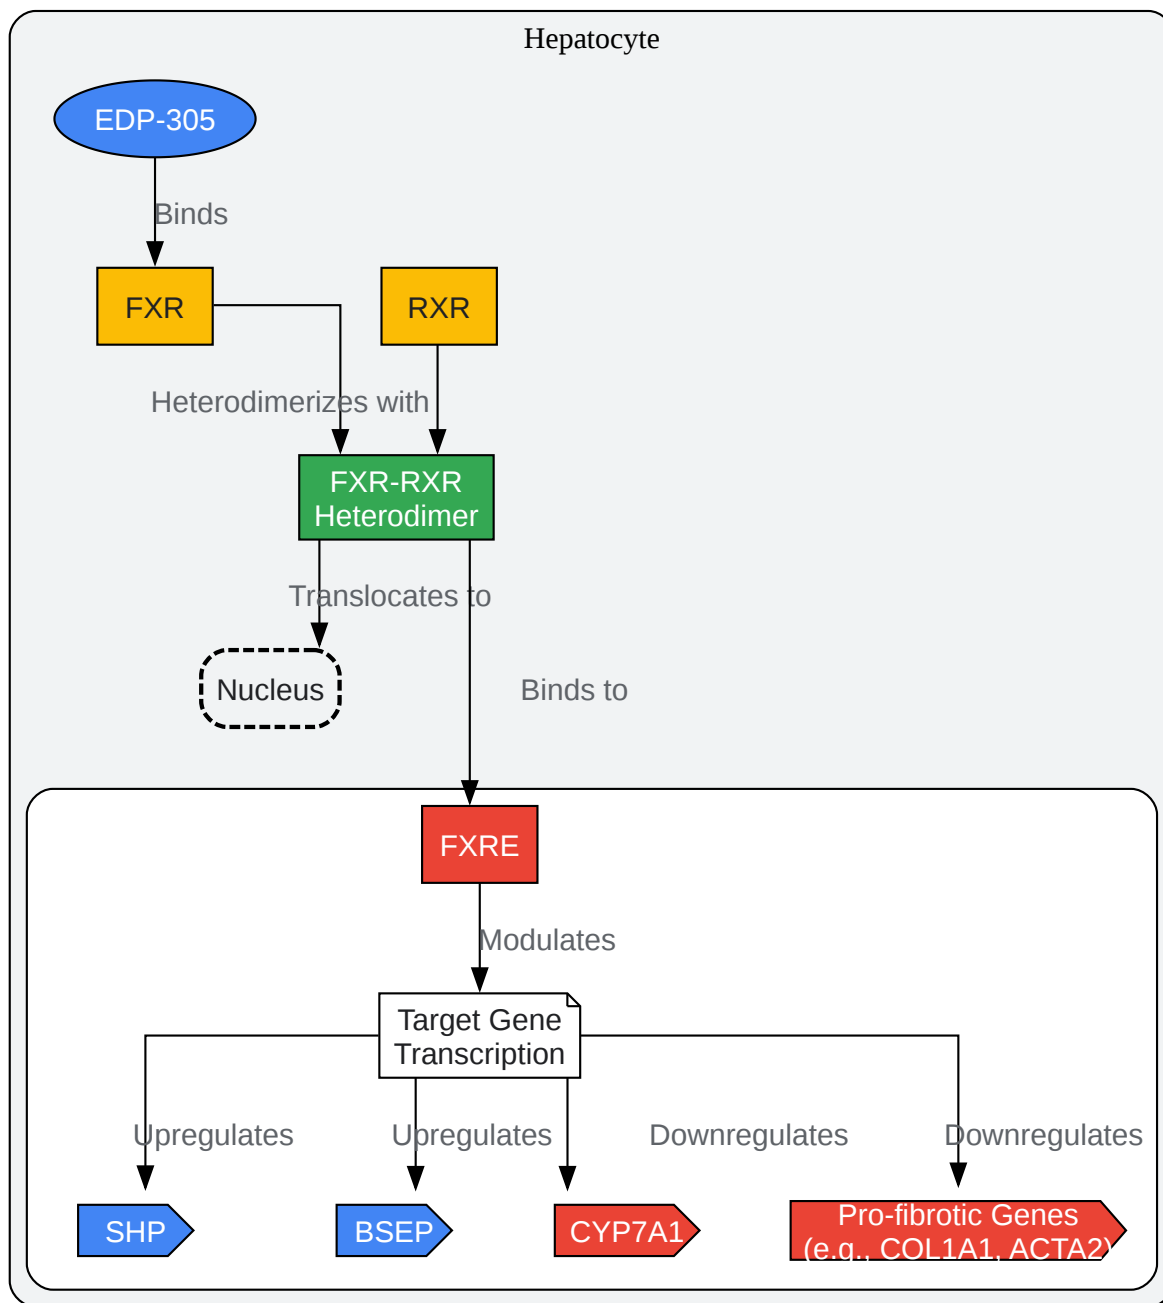 Hepatocyte
EDP-305
Binds
FXR
RXR
Heterodimerizes with
FXR-RXR
Heterodimer
Translocates to
Nucleus
Binds to
FXRE
Modulates
Target Gene
Transcription
Upregulates
Upregulates
Downregulates
Downregulates
SHP
BSEP
CYP7A1
Pro-fibrotic Genes
(e.g., COL1A1, ACTA2)